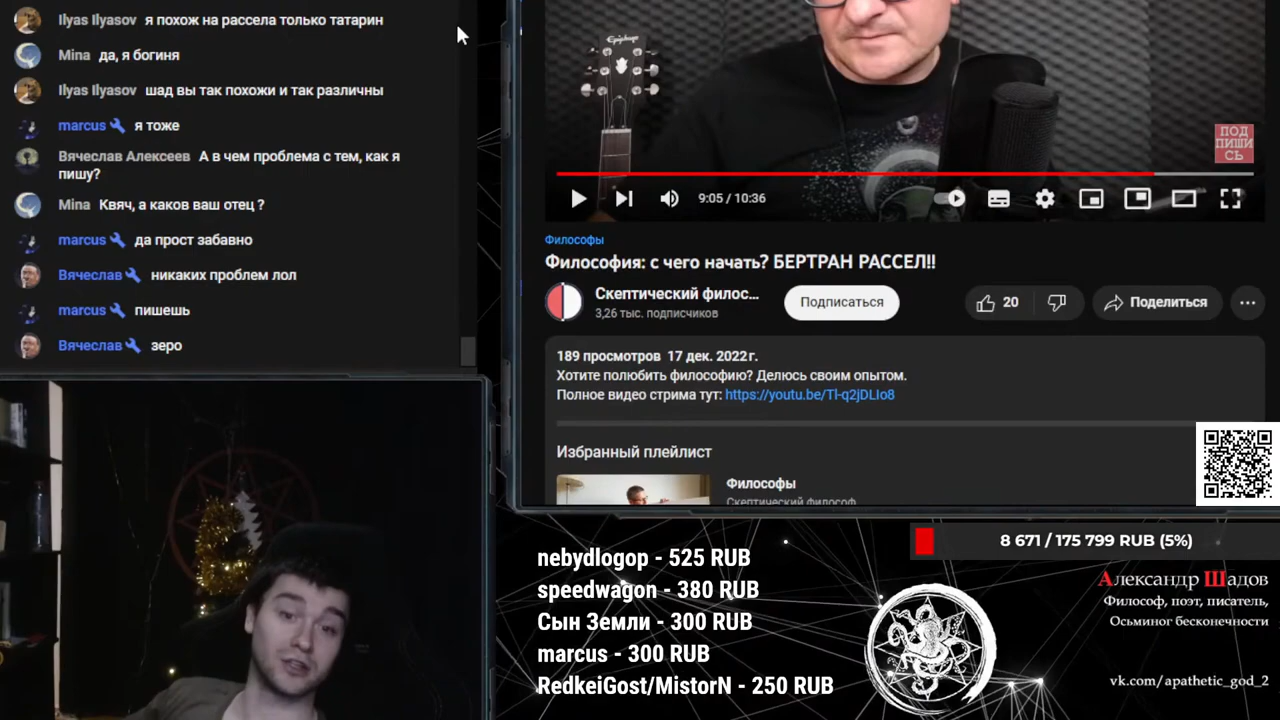 Ilyas Ilyasov я похож на рассела только татарин
Mina да, я богиня
Ilyas Ilyasov шад вы так похожи и так различны
marcus я тоже
Вячеслав Алексеев А в чем проблема с тем, как я
пишу?
Mina Квяч, а каков ваш отец ?
marcus да прост забавно
Вячеслав никаких проблем лол
marcus пишешь
Вячеслав зеро
Epiphone
ПОД
ПИШИ
СЬ
9:05 / 10:36
Философы
Философия: с чего начать? БЕРТРАН РАССЕЛ!!
Скептический филос...
3,26 тыс. подписчиков
Подписаться
20
Поделиться
189 просмотров 17 дек. 2022 г.
Хотите полюбить философию? Делюсь своим опытом.
Полное видео стрима тут: https://youtu.be/Tl-q2jDLIo8
Избранный плейлист
Философы
Скептический философ
nebydlogop - 525 RUB
speedwagon - 380 RUB
Сын Земли - 300 RUB
marcus - 300 RUB
RedkeiGost/MistorN - 250 RUB
8 671 / 175 799 RUB (5%)
Александр Шадов
Философ, поэт, писатель,
Осьминог бесконечности
vk.com/apathetic_god_2